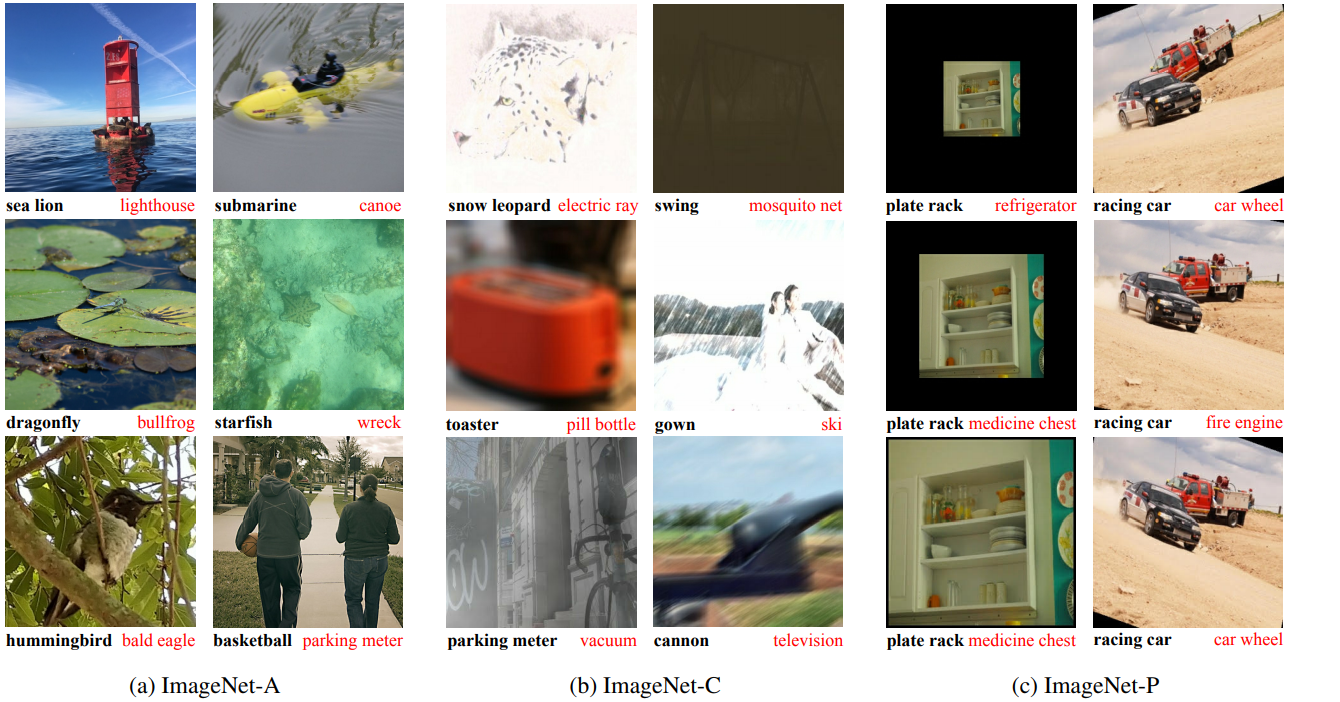 sea lion lighthouse submarine canoe snow leopard electric ray swing mosquito net plate rack refrigerator racing car car wheel
dragonfly bullfrog starfish wreck toaster pill bottle gown ski plate rack medicine chest racing car fire engine
hummingbird bald eagle basketball parking meter parking meter vacuum cannon television plate rack medicine chest racing car car wheel
(a) ImageNet-A (b) ImageNet-C (c) ImageNet-P